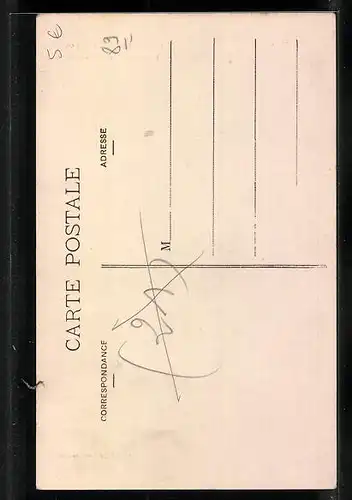 CARTE POSTALE
CORRESPONDANCE
ADRESSE
M
5 €
83